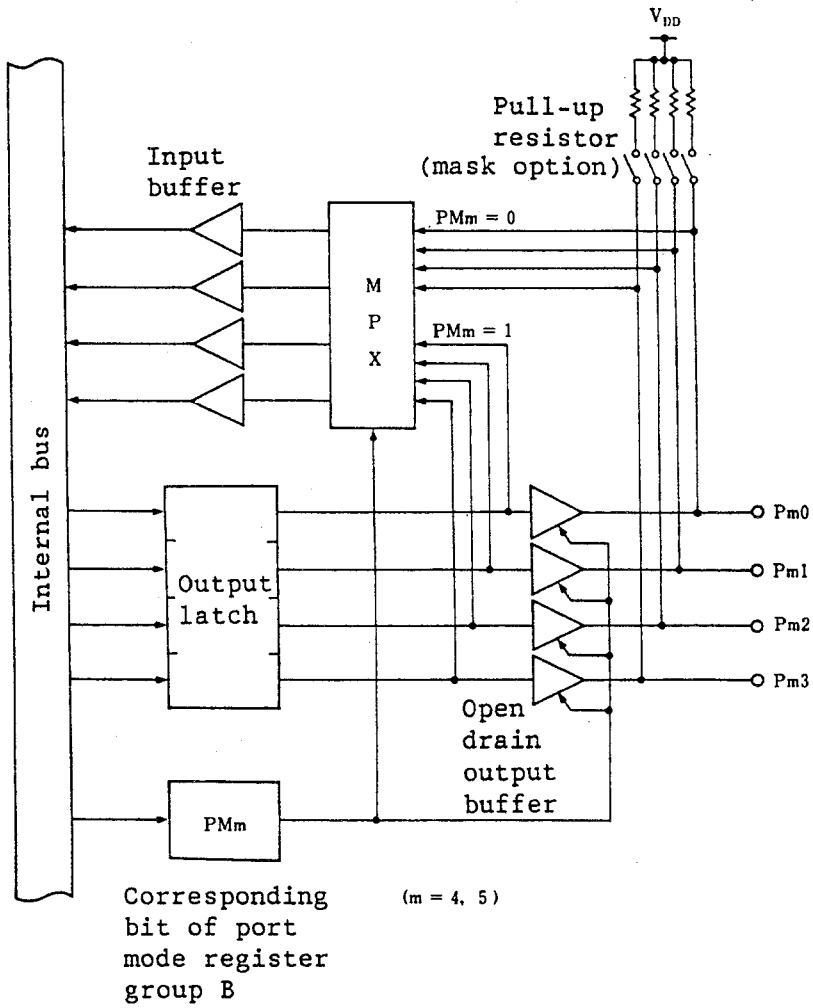 V_DD
Pull-up
resistor
(mask option)
Input
buffer
PMm = 0
M
P
X
PMm = 1
Internal bus
Output
latch
Pm0
Pm1
Pm2
Pm3
Open
drain
output
buffer
PMm
Corresponding
bit of port
mode register
group B
(m = 4, 5)